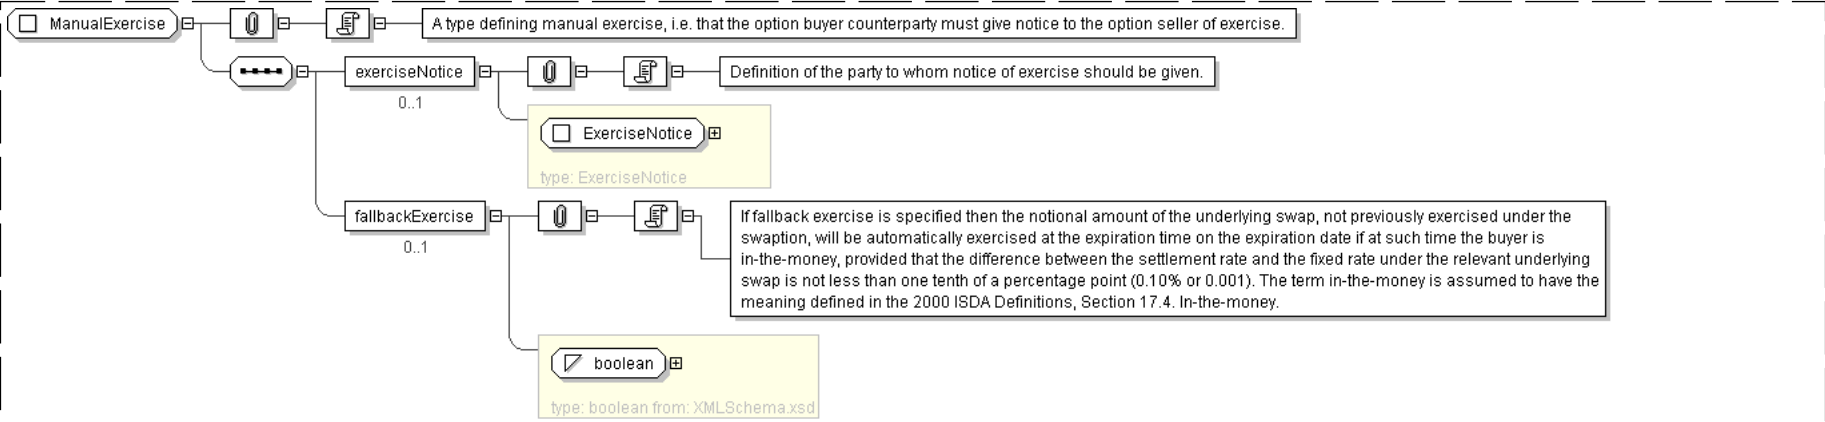 ManualExercise
A type defining manual exercise, i.e. that the option buyer counterparty must give notice to the option seller of exercise.
exerciseNotice
Definition of the party to whom notice of exercise should be given.
0..1
ExerciseNotice
type: ExerciseNotice
fallbackExercise
0..1
If fallback exercise is specified then the notional amount of the underlying swap, not previously exercised under the
swaption, will be automatically exercised at the expiration time on the expiration date if at such time the buyer is
in-the-money, provided that the difference between the settlement rate and the fixed rate under the relevant underlying
swap is not less than one tenth of a percentage point (0.10% or 0.001). The term in-the-money is assumed to have the
meaning defined in the 2000 ISDA Definitions, Section 17.4. In-the-money.
boolean
type: boolean from: XMLSchema.xsd